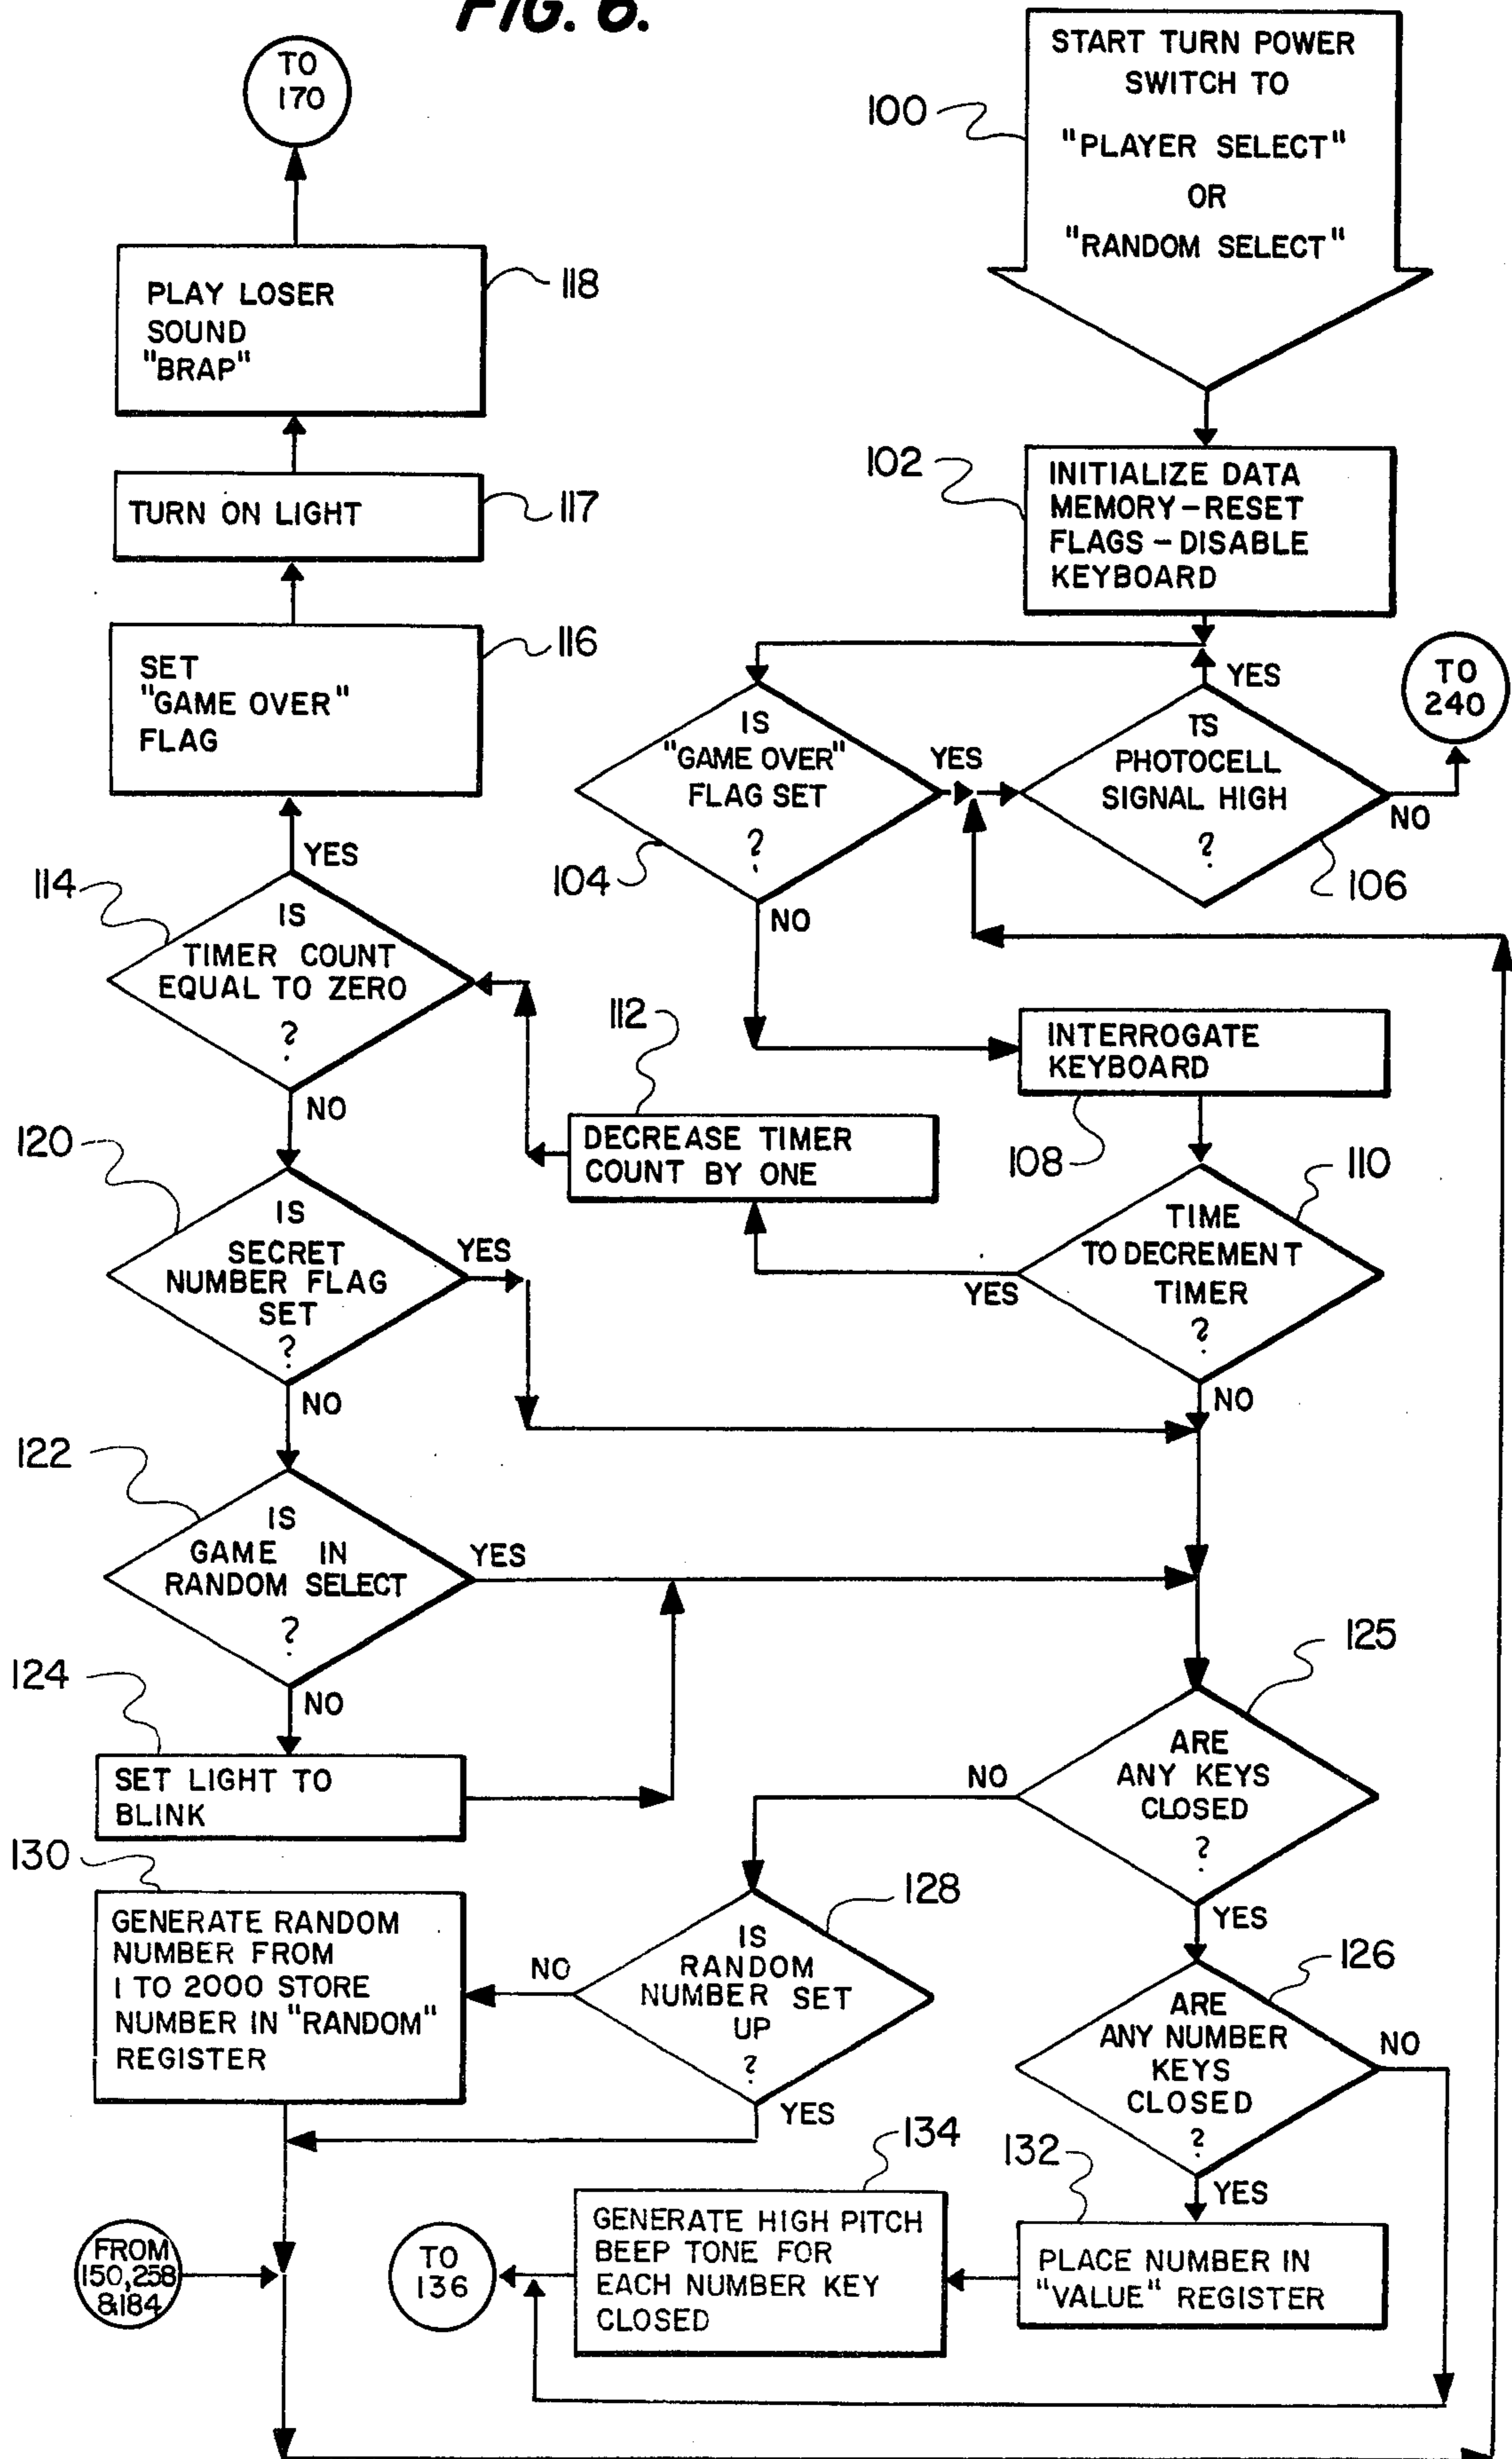 FIG. 6.
TO
170
START TURN POWER
SWITCH TO
"PLAYER SELECT"
OR
"RANDOM SELECT"
100
PLAY LOSER
SOUND
"BRAP"
118
102
INITIALIZE DATA
MEMORY-RESET
FLAGS-DISABLE
KEYBOARD
TURN ON LIGHT
117
SET
"GAME OVER"
FLAG
116
IS
"GAME OVER"
FLAG SET
?
YES
NO
104
TS
PHOTOCELL
SIGNAL HIGH
?
YES
NO
106
TO
240
114
IS
TIMER COUNT
EQUAL TO ZERO
?
YES
NO
112
DECREASE TIMER
COUNT BY ONE
INTERROGATE
KEYBOARD
108
110
TIME
TO DECREMENT
TIMER
?
YES
NO
120
IS
SECRET
NUMBER FLAG
SET
?
YES
NO
122
IS
GAME IN
RANDOM SELECT
?
YES
NO
124
SET LIGHT TO
BLINK
125
ARE
ANY KEYS
CLOSED
?
NO
YES
130
GENERATE RANDOM
NUMBER FROM
1 TO 2000 STORE
NUMBER IN "RANDOM"
REGISTER
128
IS
RANDOM
NUMBER SET
UP
?
NO
YES
126
ARE
ANY NUMBER
KEYS
CLOSED
?
NO
YES
134
GENERATE HIGH PITCH
BEEP TONE FOR
EACH NUMBER KEY
CLOSED
132
PLACE NUMBER IN
"VALUE" REGISTER
FROM
150,258
&184
TO
136